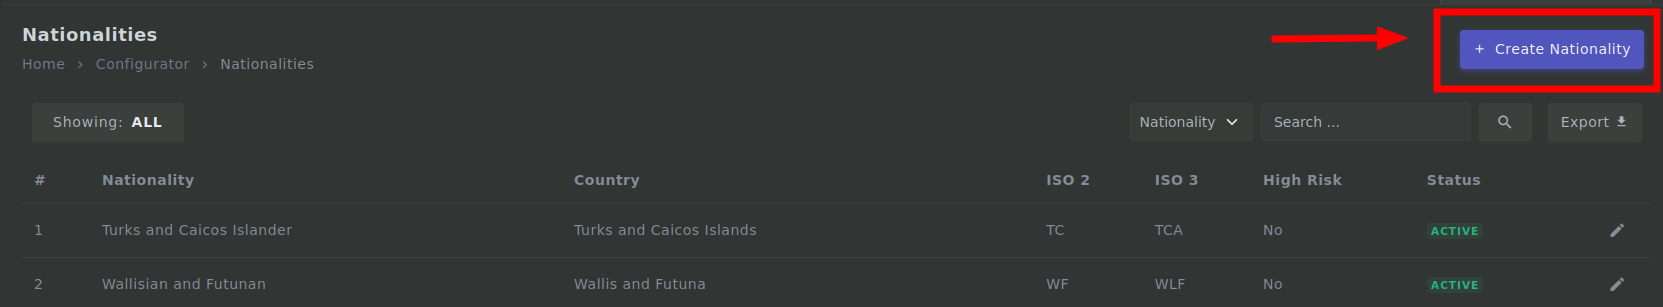 Nationalities
+ Create Nationality
Home > Configurator > Nationalities
Showing: ALL
Nationality
Search ...
Export
# Nationality Country ISO 2 ISO 3 High Risk Status
1 Turks and Caicos Islander Turks and Caicos Islands TC TCA No ACTIVE
2 Wallisian and Futunan Wallis and Futuna WF WLF No ACTIVE